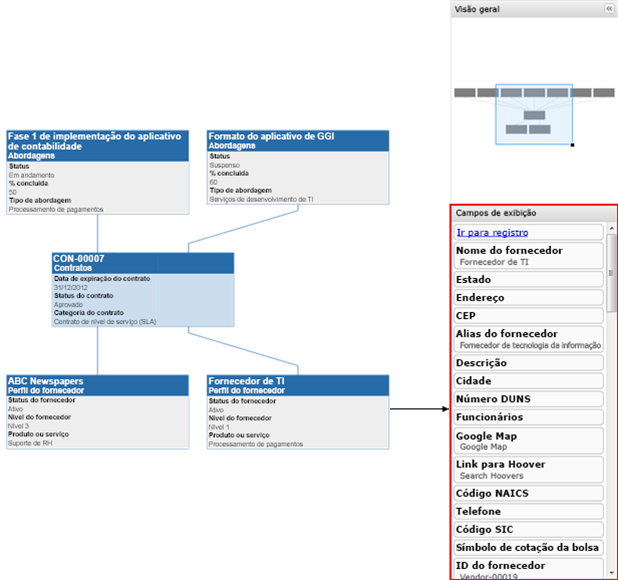 Visão geral
Fase 1 de implementação do aplicativo
de contabilidade
Abordagens
Status
Em andamento
% concluída
50
Tipo de abordagem
Processamento de pagamentos
Formato do aplicativo de GGI
Abordagens
Status
Suspenso
% concluída
60
Tipo de abordagem
Serviços de desenvolvimento de TI
CON-00007
Contratos
Data de expiração do contrato
31/12/2012
Status do contrato
Aprovado
Categoria do contrato
Contrato de nível de serviço (SLA)
ABC Newspapers
Perfil do fornecedor
Status do fornecedor
Ativo
Nível do fornecedor
Nível 3
Produto ou serviço
Suporte de RH
Fornecedor de TI
Perfil do fornecedor
Status do fornecedor
Ativo
Nível do fornecedor
Nível 1
Produto ou serviço
Processamento de pagamentos
Campos de exibição
Ir para registro
Nome do fornecedor
Fornecedor de TI
Estado
Endereço
CEP
Alias do fornecedor
Fornecedor de tecnologia da informação
Descrição
Cidade
Número DUNS
Funcionários
Google Map
Google Map
Link para Hoover
Search Hoovers
Código NAICS
Telefone
Código SIC
Símbolo de cotação da bolsa
ID do fornecedor
Vendor-00019